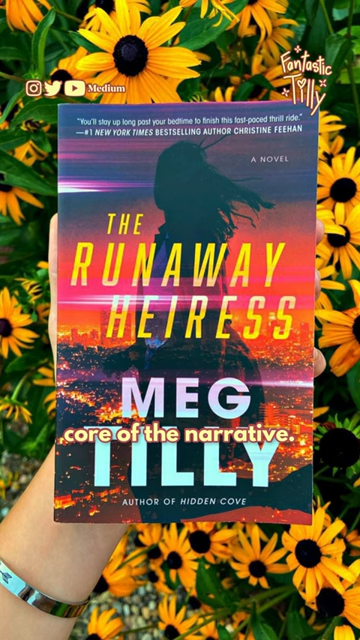 Fantastic
Tilly
Medium
"You'll stay up long past your bedtime to finish this fast-paced thrill ride."
—#1 NEW YORK TIMES BESTSELLING AUTHOR CHRISTINE FEEHAN
A NOVEL
THE
RUNAWAY
HEIRESS
MEG
core of the narrative.
TILLY
AUTHOR OF HIDDEN COVE